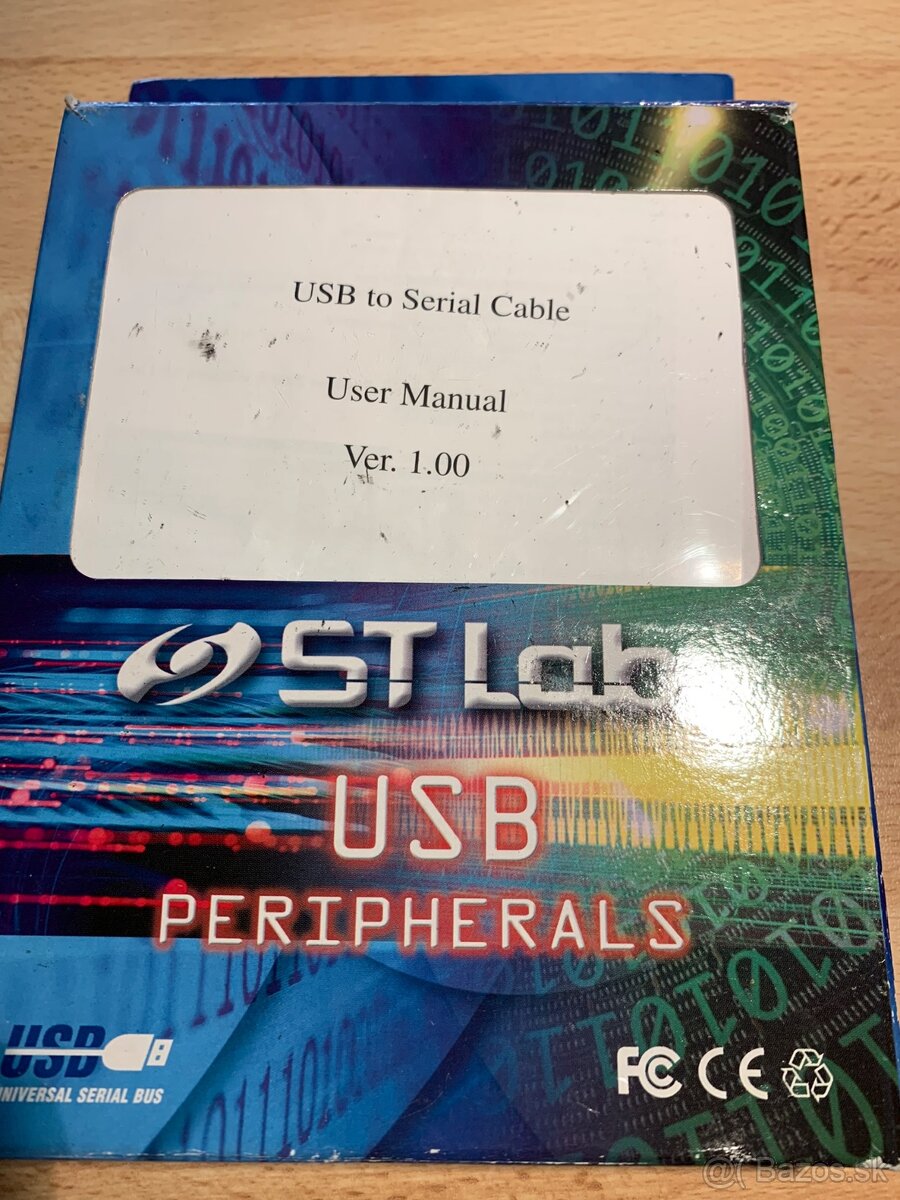 USB to Serial Cable
User Manual
Ver. 1.00
ST Lab
USB
PERIPHERALS
USB
UNIVERSAL SERIAL BUS
FC CE
@( Bazos.sk